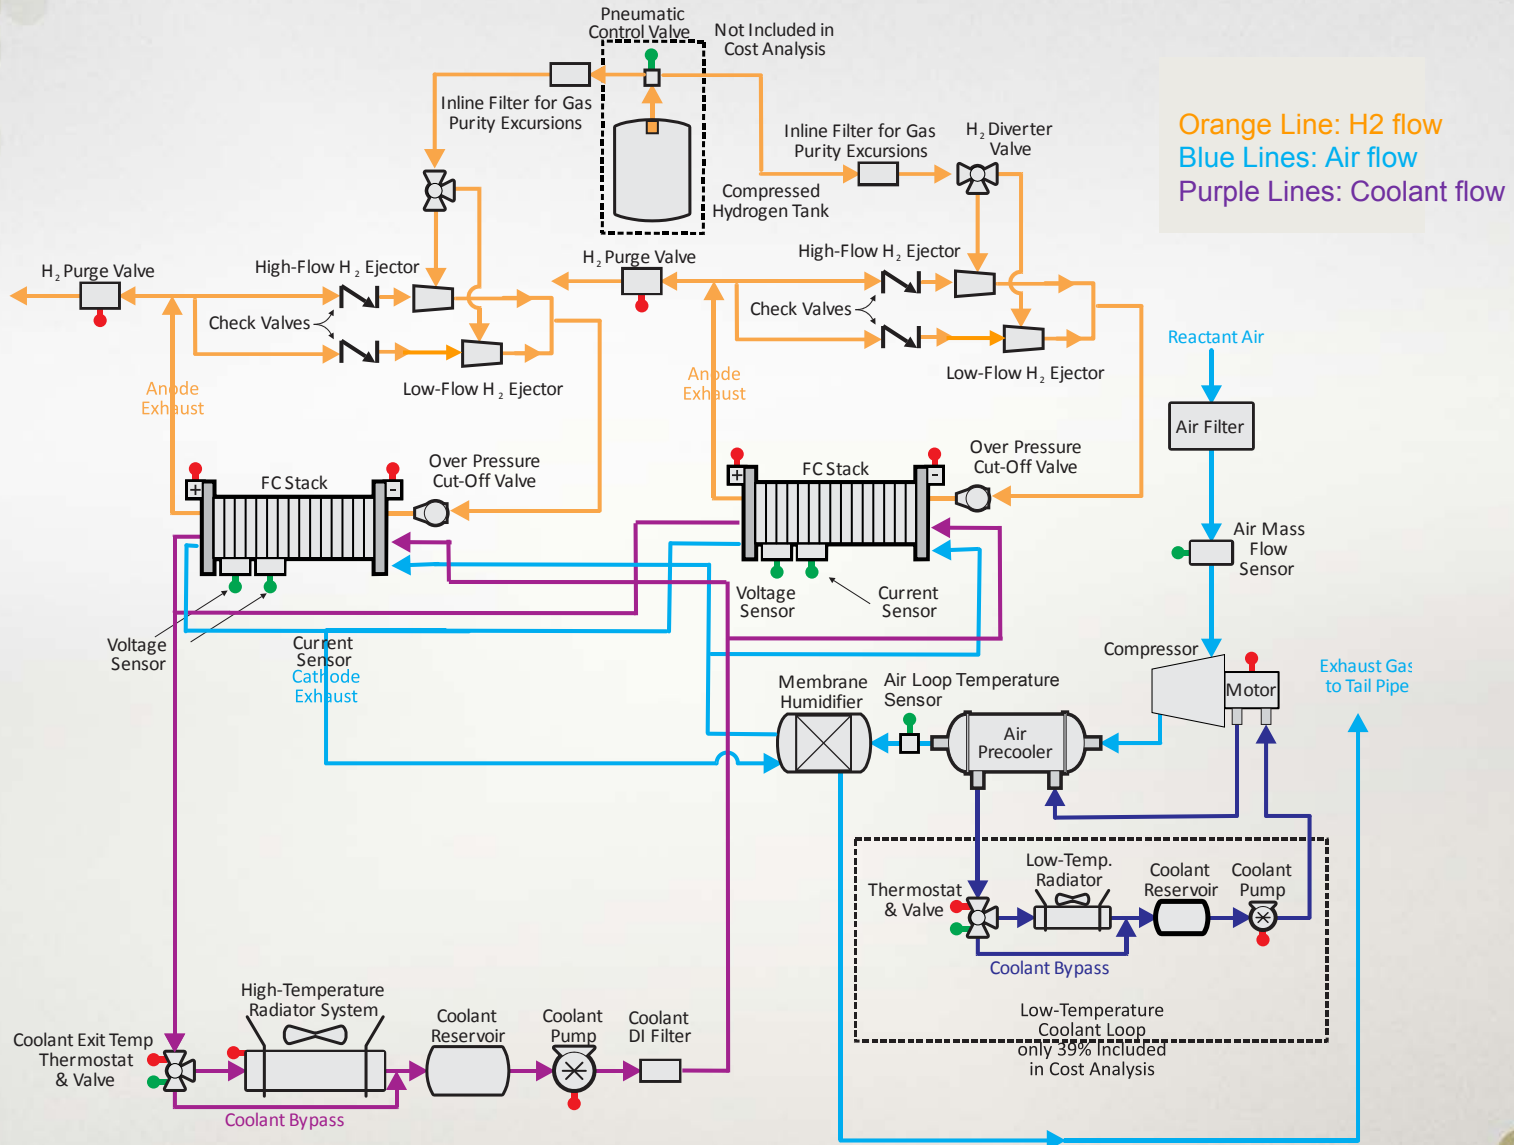 Pneumatic
Control Valve
Not Included in
Cost Analysis
Inline Filter for Gas
Purity Excursions
Inline Filter for Gas
Purity Excursions
H2 Diverter
Valve
Orange Line: H2 flow
Blue Lines: Air flow
Purple Lines: Coolant flow
Compressed
Hydrogen Tank
H2 Purge Valve
High-Flow H2 Ejector
Check Valves
Low-Flow H2 Ejector
H2 Purge Valve
High-Flow H2 Ejector
Check Valves
Low-Flow H2 Ejector
Reactant Air
Anode
Exhaust
Anode
Exhaust
Air Filter
+
FC Stack
-
Over Pressure
Cut-Off Valve
+
FC Stack
-
Over Pressure
Cut-Off Valve
Air Mass
Flow
Sensor
Voltage
Sensor
Current
Sensor
Voltage
Sensor
Current
Sensor
Cathode
Exhaust
Compressor
Motor
Exhaust Gas
to Tail Pipe
Membrane
Humidifier
Air Loop Temperature
Sensor
Air
Precooler
Thermostat
& Valve
Low-Temp.
Radiator
Coolant
Reservoir
Coolant
Pump
Coolant Bypass
Low-Temperature
Coolant Loop
only 39% Included
in Cost Analysis
Coolant Exit Temp
Thermostat
& Valve
High-Temperature
Radiator System
Coolant
Reservoir
Coolant
Pump
Coolant
DI Filter
Coolant Bypass